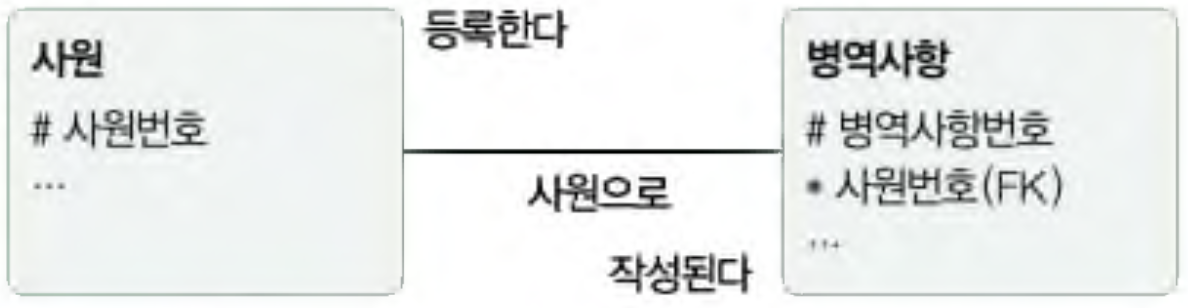 사원
# 사원번호
...
등록한다
사원으로
작성된다
병역사항
# 병역사항번호
* 사원번호(FK)
...